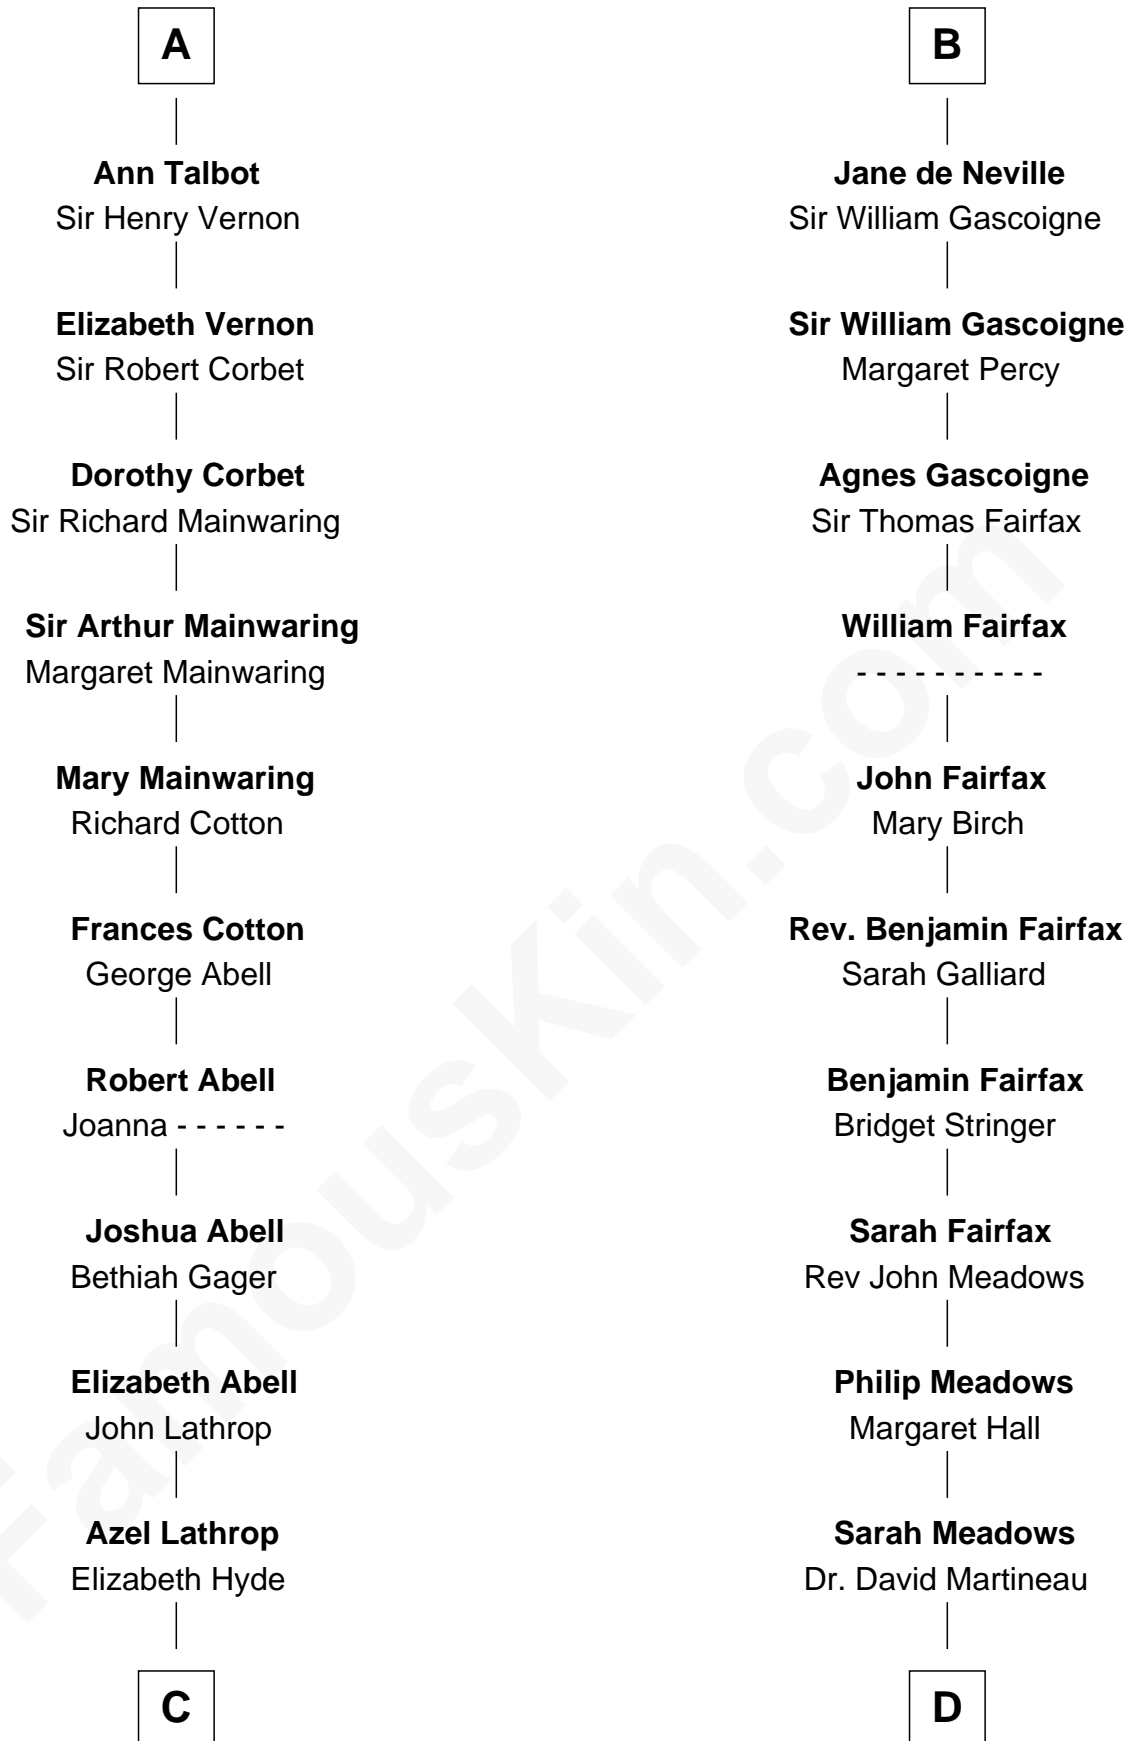 A
Ann Talbot
Sir Henry Vernon
Elizabeth Vernon
Sir Robert Corbet
Dorothy Corbet
Sir Richard Mainwaring
Sir Arthur Mainwaring
Margaret Mainwaring
Mary Mainwaring
Richard Cotton
Frances Cotton
George Abell
Robert Abell
Joanna - - - - - -
Joshua Abell
Bethiah Gager
Elizabeth Abell
John Lathrop
Azel Lathrop
Elizabeth Hyde
C
B
Jane de Neville
Sir William Gascoigne
Sir William Gascoigne
Margaret Percy
Agnes Gascoigne
Sir Thomas Fairfax
William Fairfax
- - - - - - - - - -
John Fairfax
Mary Birch
Rev. Benjamin Fairfax
Sarah Galliard
Benjamin Fairfax
Bridget Stringer
Sarah Fairfax
Rev John Meadows
Philip Meadows
Margaret Hall
Sarah Meadows
Dr. David Martineau
D
FamousKin.com